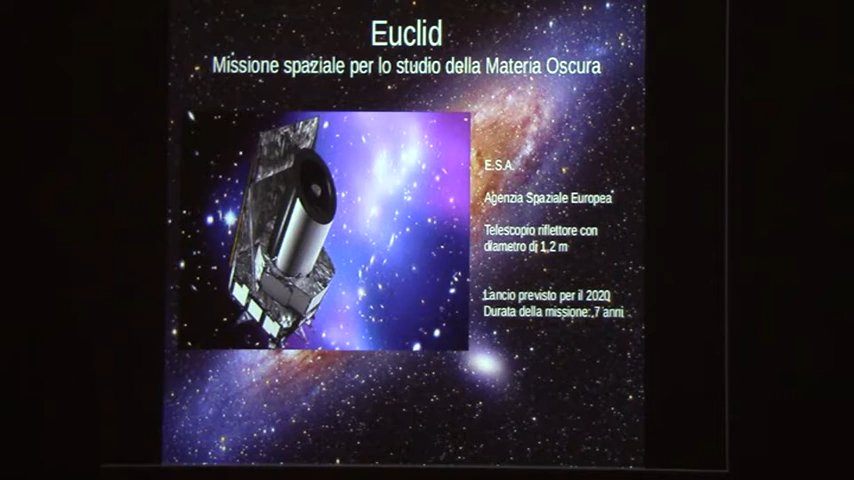 Euclid
Missione spaziale per lo studio della Materia Oscura
E.S.A.
Agenzia Spaziale Europea
Telescopio riflettore con
diametro di 1,2 m
Lancio previsto per il 2020
Durata della missione: 7 anni